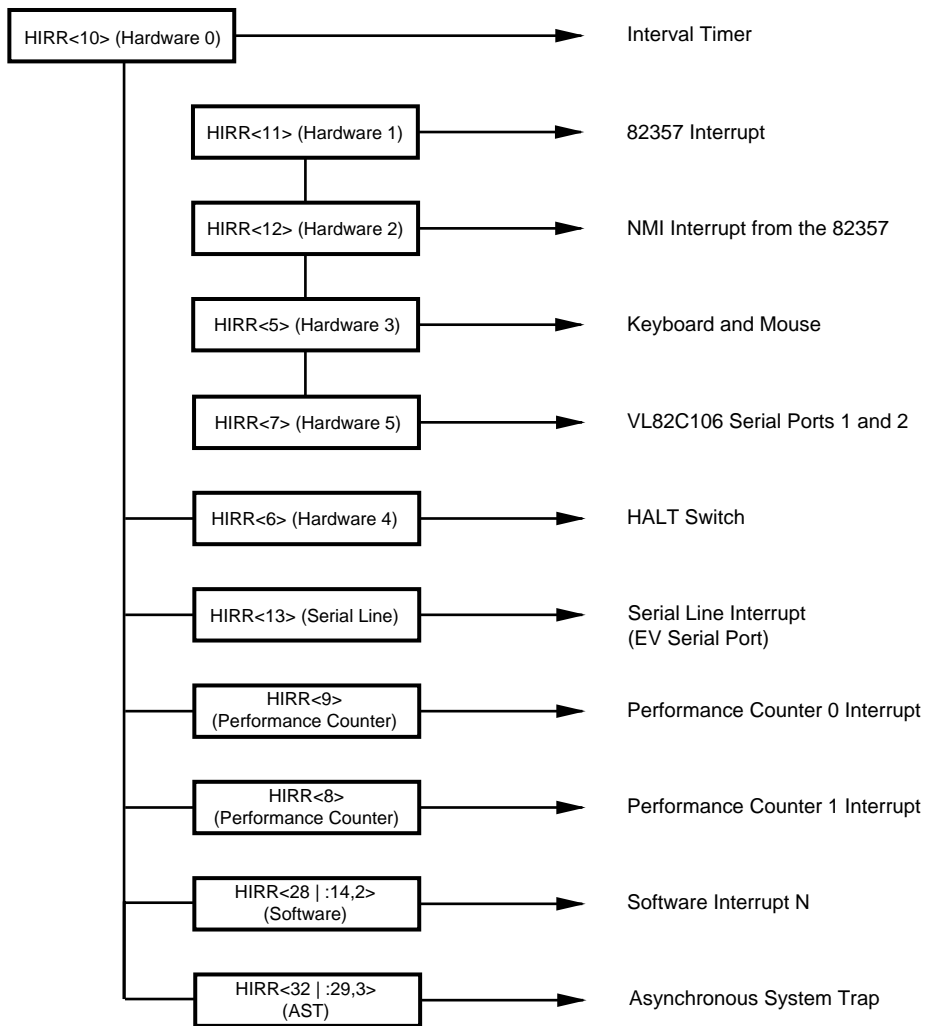 HIRR<10> (Hardware 0)
Interval Timer
HIRR<11> (Hardware 1)
82357 Interrupt
HIRR<12> (Hardware 2)
NMI Interrupt from the 82357
HIRR<5> (Hardware 3)
Keyboard and Mouse
HIRR<7> (Hardware 5)
VL82C106 Serial Ports 1 and 2
HIRR<6> (Hardware 4)
HALT Switch
HIRR<13> (Serial Line)
Serial Line Interrupt
(EV Serial Port)
HIRR<9>
(Performance Counter)
Performance Counter 0 Interrupt
HIRR<8>
(Performance Counter)
Performance Counter 1 Interrupt
HIRR<28 | :14,2>
(Software)
Software Interrupt N
HIRR<32 | :29,3>
(AST)
Asynchronous System Trap